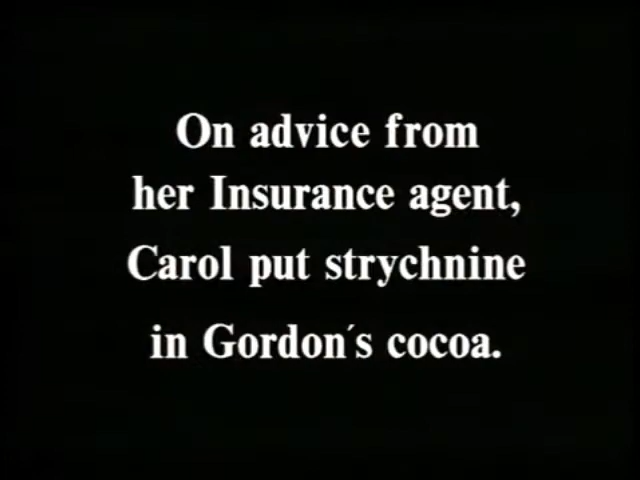 On advice from
her Insurance agent,
Carol put strychnine
in Gordon´s cocoa.